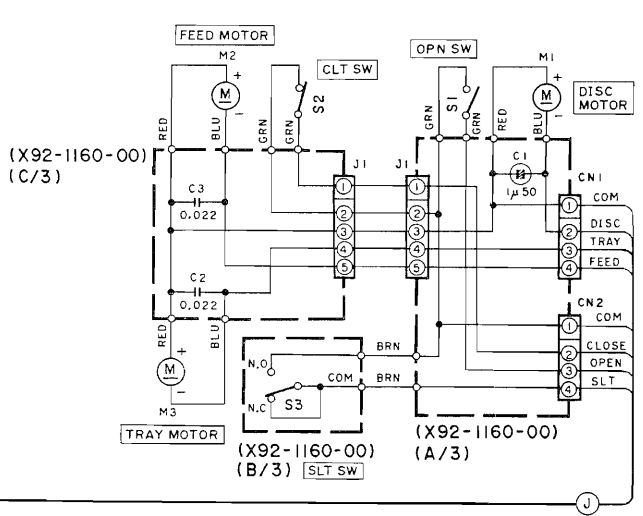 FEED MOTOR
M2
+
M
-
CLT SW
S2
RED
BLU
GRN
GRN
OPN SW
S1
GRN
GRN
RED
BLU
M1
+
M
-
DISC
MOTOR
(X92-1160-00)
(C/3)
J1
J1
C1
1μ 50
CN1
1
2
3
4
5
1
2
3
4
5
1 COM
2 DISC
3 TRAY
4 FEED
C3
0.022
C2
0.022
CN2
1 COM
2 CLOSE
3 OPEN
4 SLT
RED
BLU
+
M
-
M3
TRAY MOTOR
N.O
COM
N.C
S3
BRN
BRN
BRN
(X92-1160-00)
(B/3) SLT SW
(X92-1160-00)
(A/3)
J